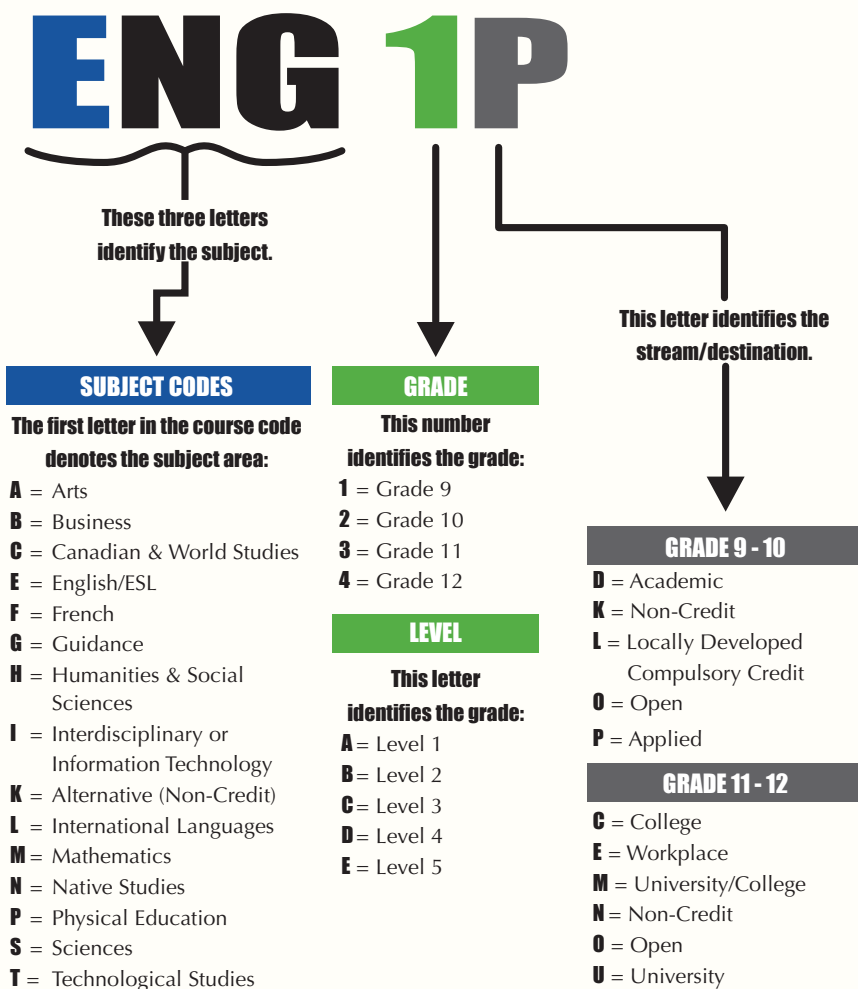 ENG 1P
These three letters
identify the subject.
SUBJECT CODES
The first letter in the course code
denotes the subject area:
A = Arts
B = Business
C = Canadian & World Studies
E = English/ESL
F = French
G = Guidance
H = Humanities & Social
Sciences
I = Interdisciplinary or
Information Technology
K = Alternative (Non-Credit)
L = International Languages
M = Mathematics
N = Native Studies
P = Physical Education
S = Sciences
T = Technological Studies
GRADE
This number
identifies the grade:
1 = Grade 9
2 = Grade 10
3 = Grade 11
4 = Grade 12
LEVEL
This letter
identifies the grade:
A = Level 1
B = Level 2
C = Level 3
D = Level 4
E = Level 5
This letter identifies the
stream/destination.
GRADE 9 - 10
D = Academic
K = Non-Credit
L = Locally Developed
Compulsory Credit
O = Open
P = Applied
GRADE 11 - 12
C = College
E = Workplace
M = University/College
N = Non-Credit
O = Open
U = University